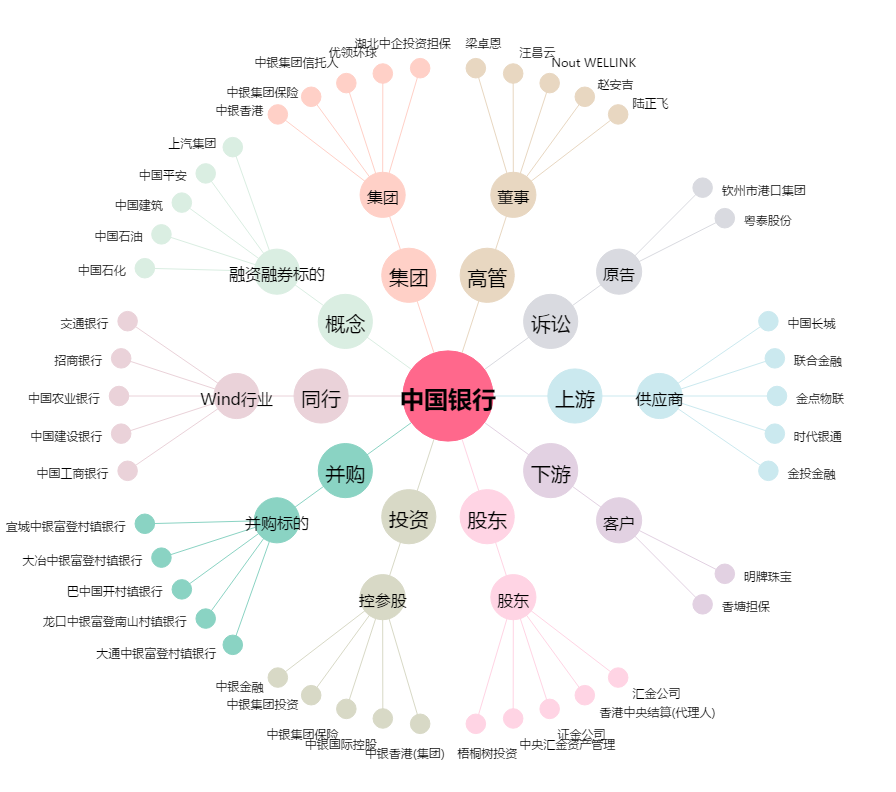 湖北中企投资担保
优领环球
中银集团信托人
中银集团保险
中银香港
集团
集团
梁卓恩
汪昌云
Nout WELLINK
赵安吉
陆正飞
董事
高管
上汽集团
中国平安
中国建筑
中国石油
中国石化
融资融券标的
概念
钦州市港口集团
粤泰股份
原告
诉讼
交通银行
招商银行
中国农业银行
中国建设银行
中国工商银行
Wind行业
同行
中国银行
上游
供应商
中国长城
联合金融
金点物联
时代银通
金投金融
并购
并购标的
宜城中银富登村镇银行
大冶中银富登村镇银行
巴中国开村镇银行
龙口中银富登南山村镇银行
大通中银富登村镇银行
下游
客户
明牌珠宝
香塘担保
投资
控参股
中银金融
中银集团投资
中银集团保险
中银国际控股
中银香港(集团)
股东
股东
汇金公司
香港中央结算(代理人)
证金公司
中央汇金资产管理
梧桐树投资